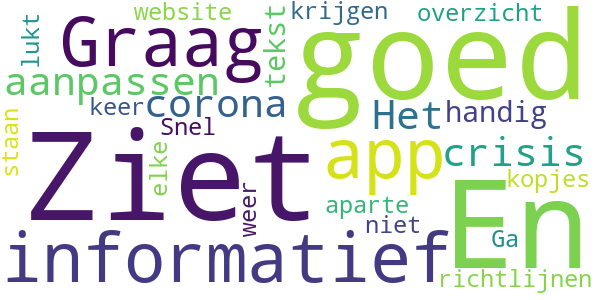 website
krijgen
overzicht
lukt
Graag
tekst
goed
aanpassen
keer
corona
Het
handig
staan
Snel
Ziet
elke
weer
app
crisis
kopjes
aparte
niet
En
informatief
Ga
richtlijnen